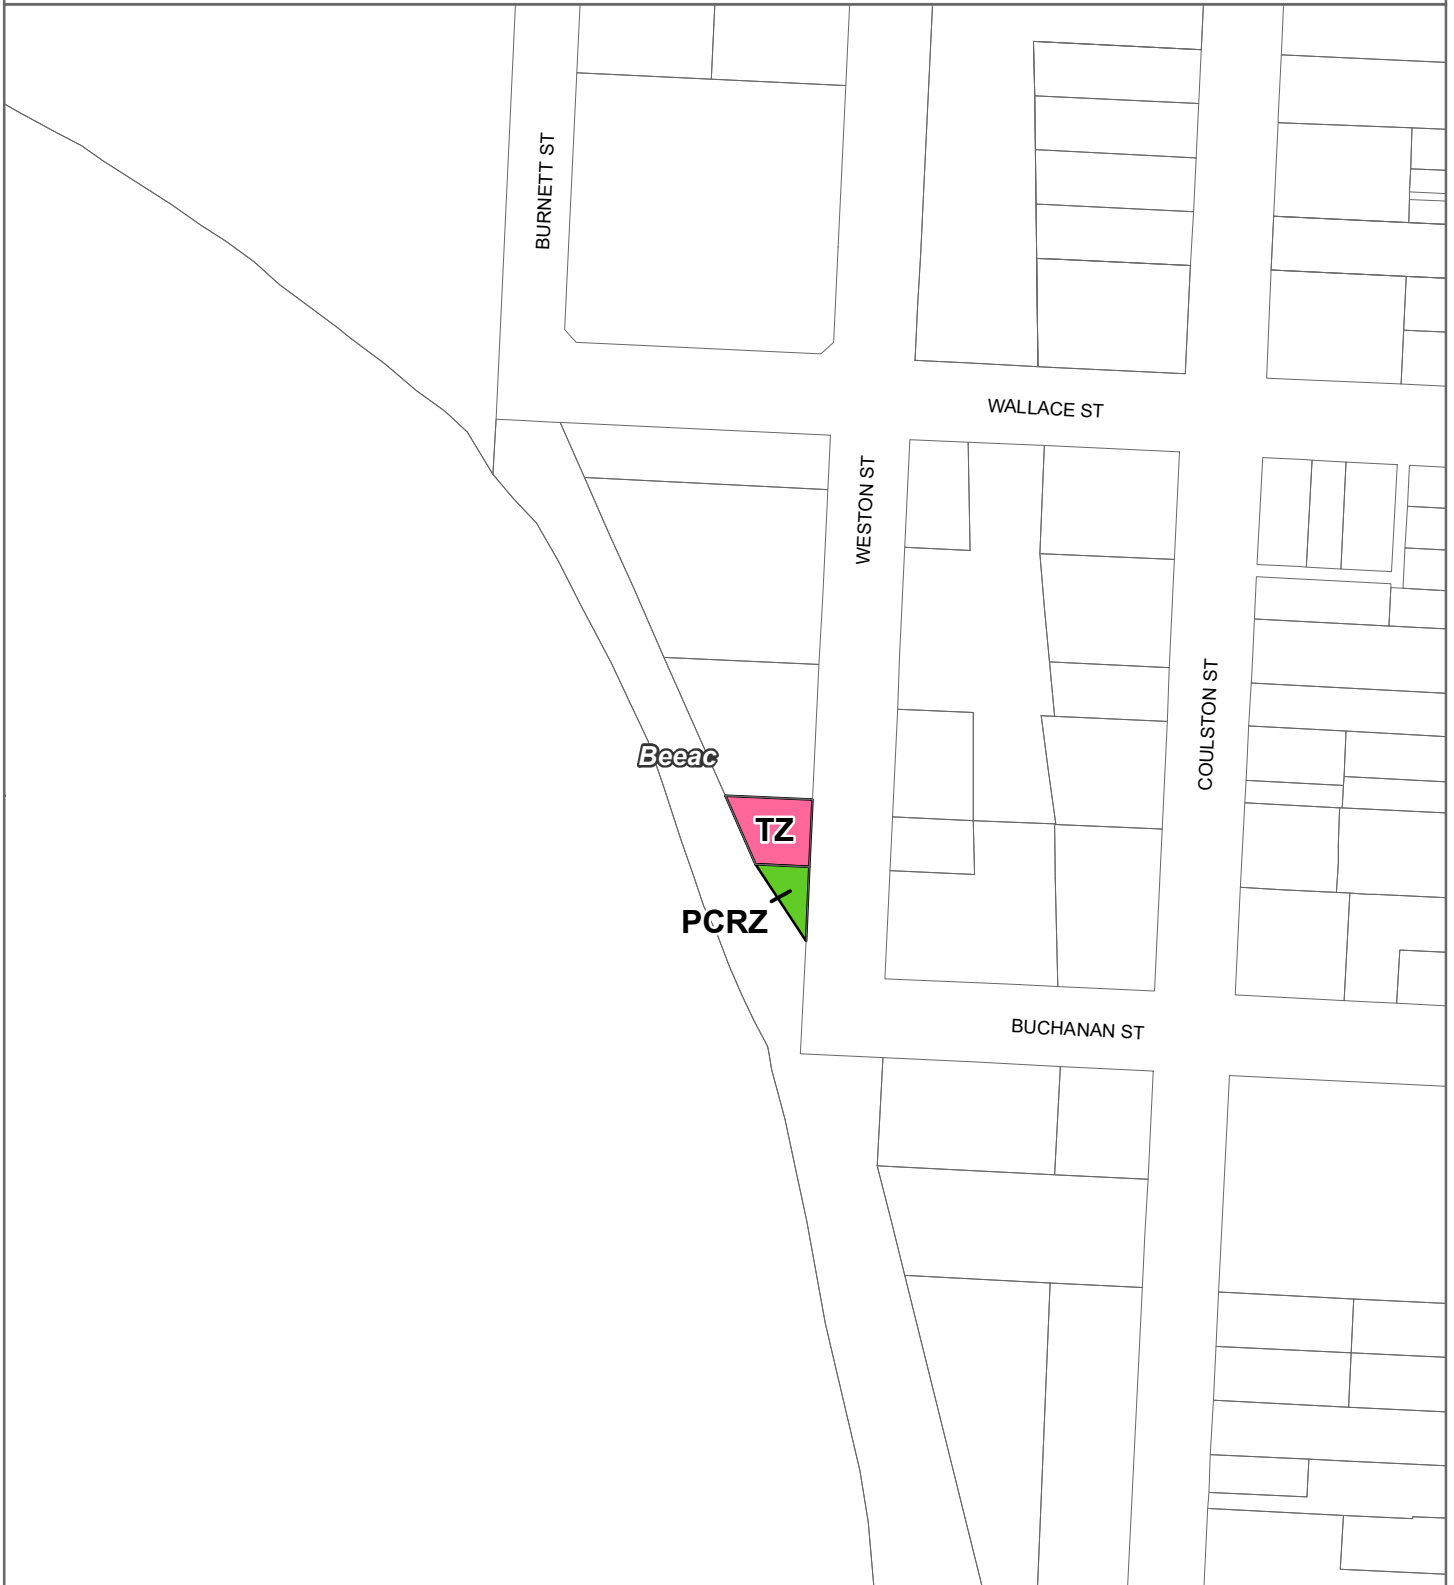 BURNETT ST
WALLACE ST
WESTON ST
COULSTON ST
Beeac
TZ
PCRZ
BUCHANAN ST